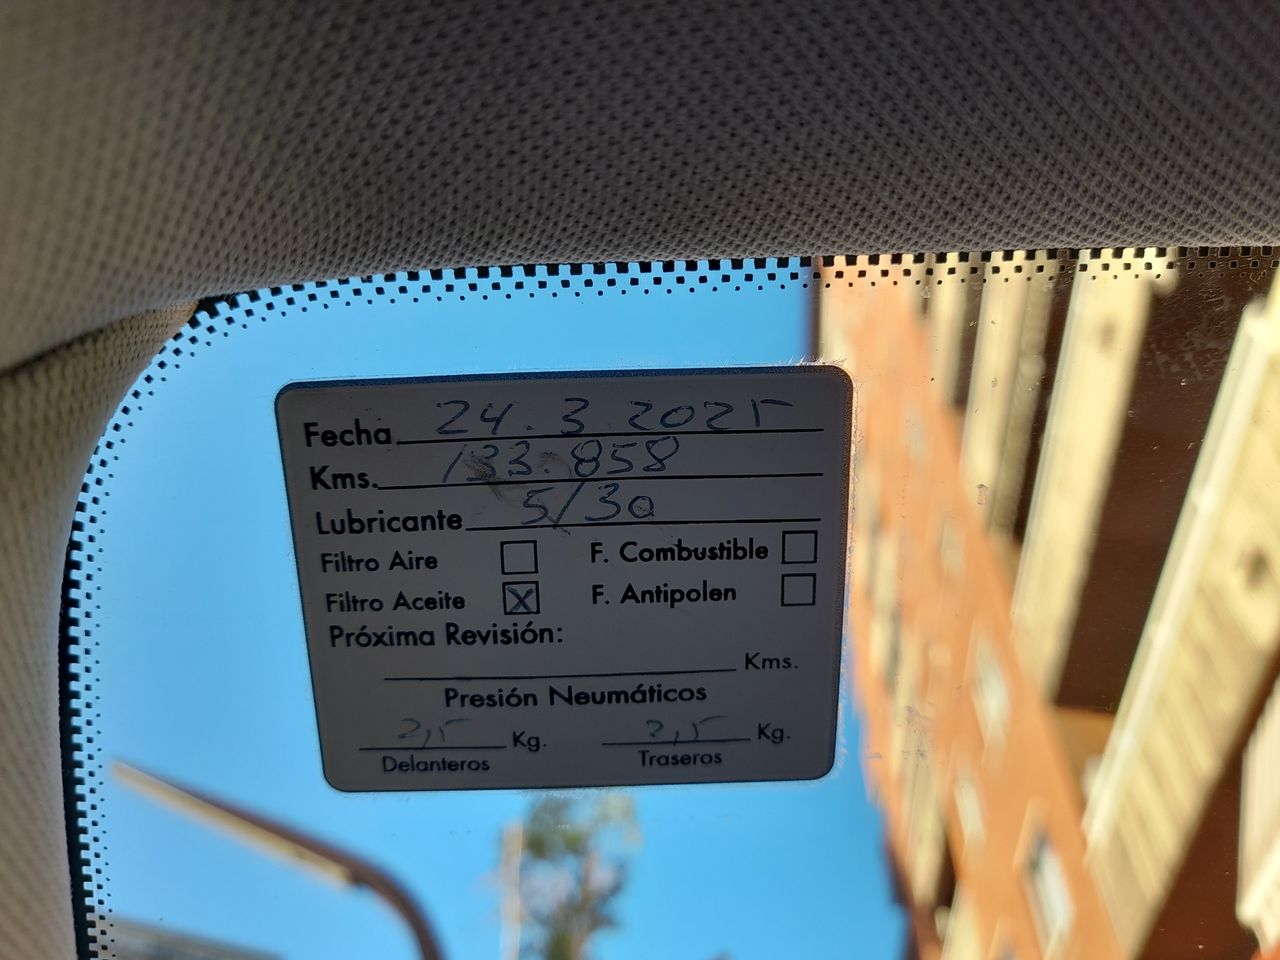 Fecha 24.3.2025
Kms. 133.858
Lubricante 5/30
Filtro Aire F. Combustible
Filtro Aceite X F. Antipolen
Próxima Revisión:
Kms.
Presión Neumáticos
2,5 Kg. 2,5 Kg.
Delanteros Traseros